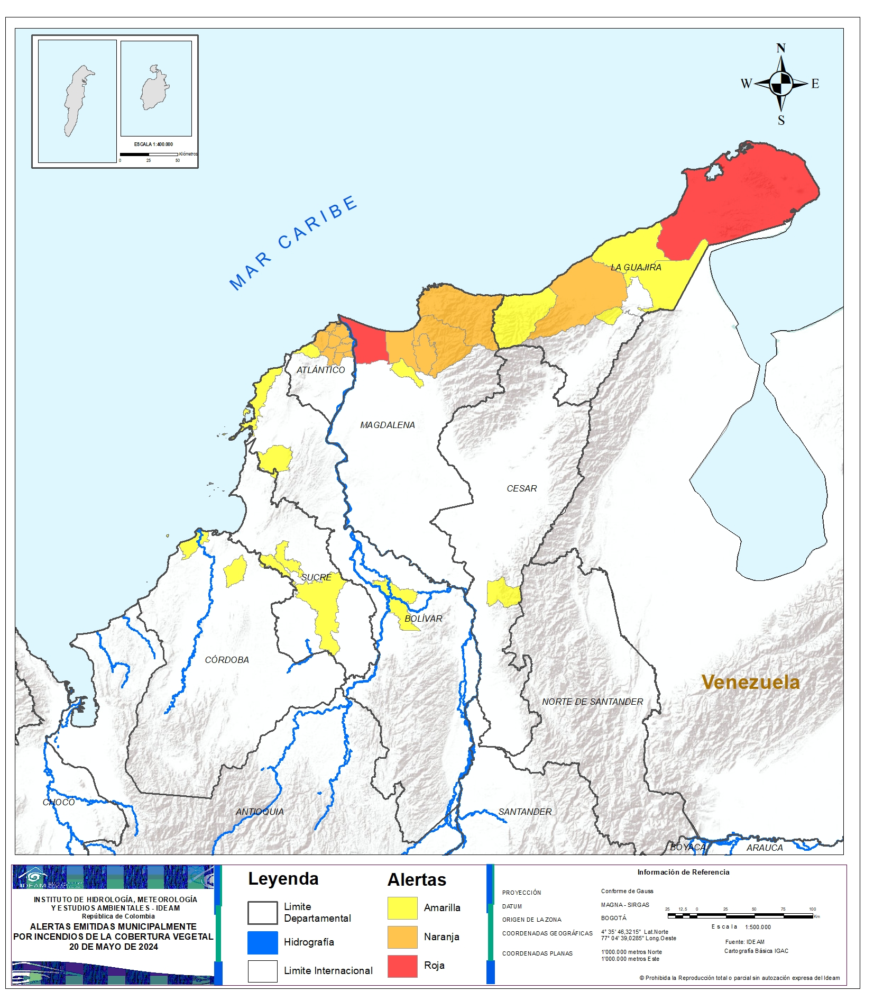 ESCALA 1:400.000
Kilómetros
0 25 50
N
W E
S
MAR CARIBE
LA GUAJIRA
ATLÁNTICO
MAGDALENA
CESAR
SUCRE
BOLÍVAR
CÓRDOBA
Venezuela
NORTE DE SANTANDER
CHOCÓ
ANTIOQUIA
SANTANDER
BOYACÁ
ARAUCA
IDEAM
INSTITUTO DE HIDROLOGÍA, METEOROLOGÍA
Y ESTUDIOS AMBIENTALES - IDEAM
República de Colombia
ALERTAS EMITIDAS MUNICIPALMENTE
POR INCENDIOS DE LA COBERTURA VEGETAL
20 DE MAYO DE 2024
Leyenda
Limite
Departamental
Hidrografía
Limite Internacional
Alertas
Amarilla
Naranja
Roja
Información de Referencia
PROYECCIÓN Conforme de Gauss
DATUM MAGNA - SIRGAS
ORIGEN DE LA ZONA BOGOTÁ
COORDENADAS GEOGRÁFICAS 4° 35' 46,3215" Lat.Norte
77° 04' 39,0285" Long.Oeste
COORDENADAS PLANAS 1'000.000 metros Norte
1'000.000 metros Este
25 12,5 0 25 50 75 100
Km
Escala 1:500.000
Fuente: IDEAM
Cartografía Básica IGAC
© Prohibida la Reproducción total o parcial sin autozación expresa del Ideam